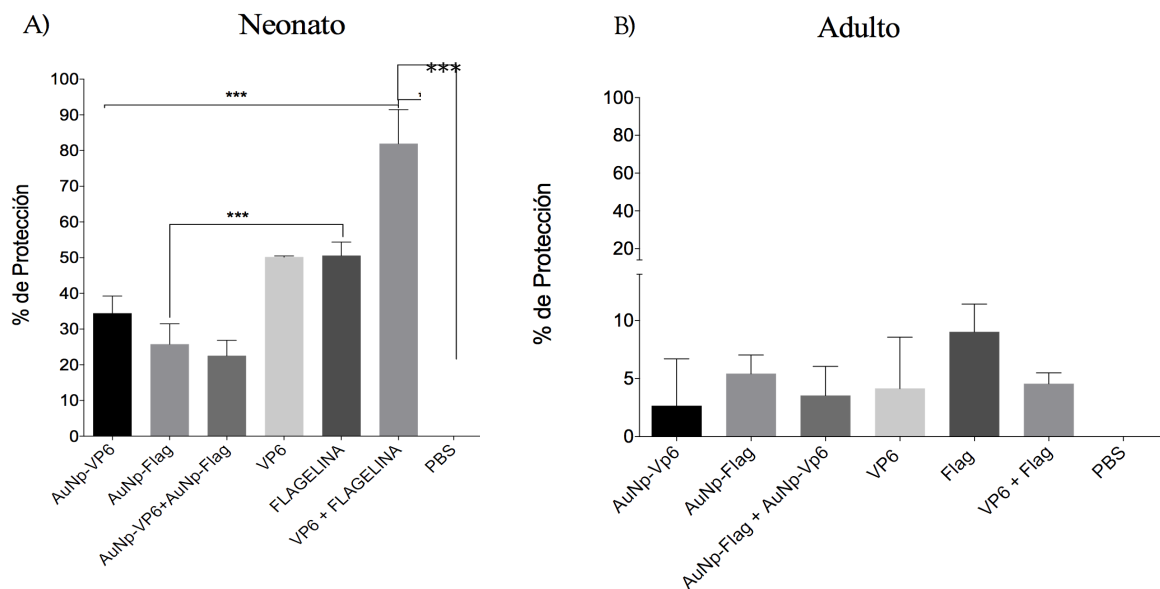 A)
Neonato
% de Protección
100
90
80
70
60
50
40
30
20
10
0
***
***
***
AuNp-VP6
AuNp-Flag
AuNp-VP6+AuNp-Flag
VP6
FLAGELINA
VP6 + FLAGELINA
PBS
B)
Adulto
% de Protección
100
80
60
40
20
10
5
0
AuNp-Vp6
AuNp-Flag
AuNp-Flag + AuNp-Vp6
VP6
Flag
VP6 + Flag
PBS